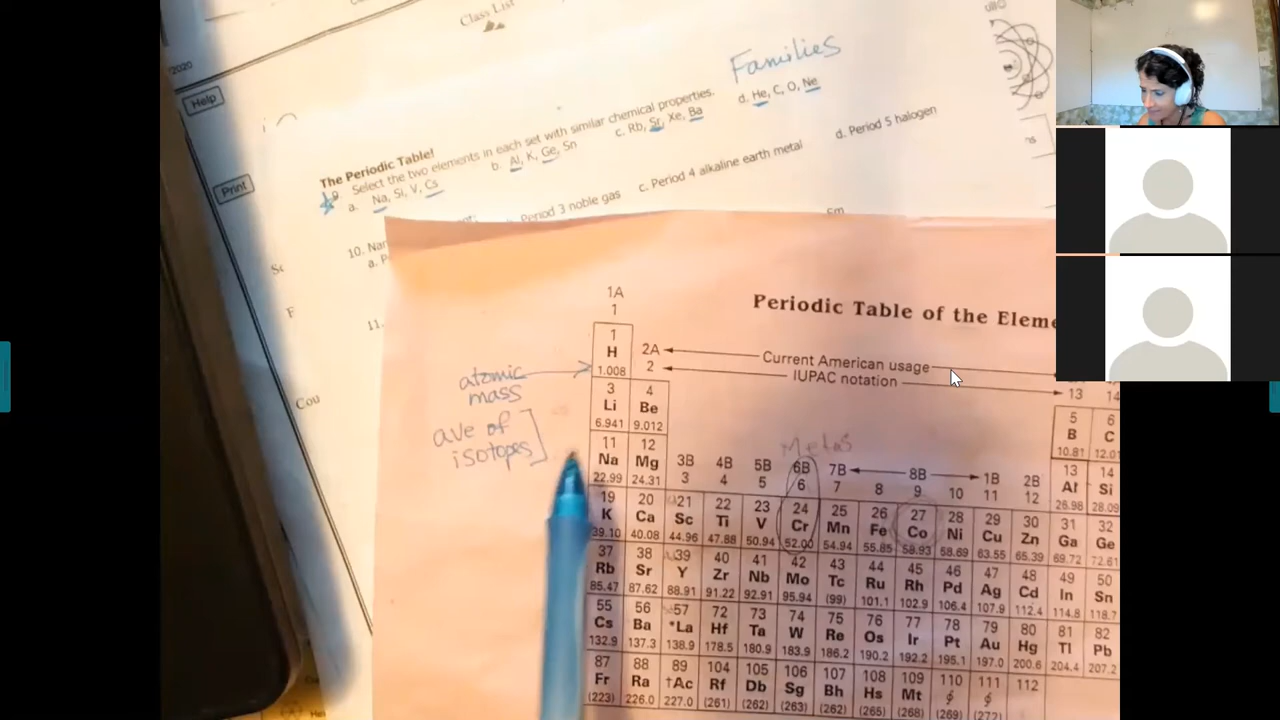 Class List
2020
Help
Families
The Periodic Table!
9. Select the two elements in each set with similar chemical properties.
a. Na, Si, V, Cs
b. Al, K, Ge, Sn
c. Rb, Sr, Xe, Ba
d. He, C, O, Ne
Print
10. Nam
Period 3 noble gas
c. Period 4 alkaline earth metal
d. Period 5 halogen
11.
Cou
Periodic Table of the Eleme
1A
1
2A
2
Current American usage
IUPAC notation
13 14
atomic
mass
ave of
isotopes
Metals
3B 4B 5B 6B 7B 8B 1B 2B
3 4 5 6 7 8 9 10 11 12
1 H 1.008
3 Li 6.941
4 Be 9.012
5 B 10.81
6 C 12.01
11 Na 22.99
12 Mg 24.31
13 Al 26.98
14 Si 28.09
19 K 39.10
20 Ca 40.08
21 Sc 44.96
22 Ti 47.88
23 V 50.94
24 Cr 52.00
25 Mn 54.94
26 Fe 55.85
27 Co 58.93
28 Ni 58.69
29 Cu 63.55
30 Zn 65.39
31 Ga 69.72
32 Ge 72.61
37 Rb 85.47
38 Sr 87.62
39 Y 88.91
40 Zr 91.22
41 Nb 92.91
42 Mo 95.94
43 Tc (99)
44 Ru 101.1
45 Rh 102.9
46 Pd 106.4
47 Ag 107.9
48 Cd 112.4
49 In 114.8
50 Sn 118.7
55 Cs 132.9
56 Ba 137.3
57 *La 138.9
72 Hf 178.5
73 Ta 180.9
74 W 183.9
75 Re 186.2
76 Os 190.2
77 Ir 192.2
78 Pt 195.1
79 Au 197.0
80 Hg 200.6
81 Tl 204.4
82 Pb 207.2
87 Fr (223)
88 Ra 226.0
89 †Ac 227.0
104 Rf (261)
105 Db (262)
106 Sg (263)
107 Bh (262)
108 Hs (265)
109 Mt (268)
110 § (269)
111 § (272)
112